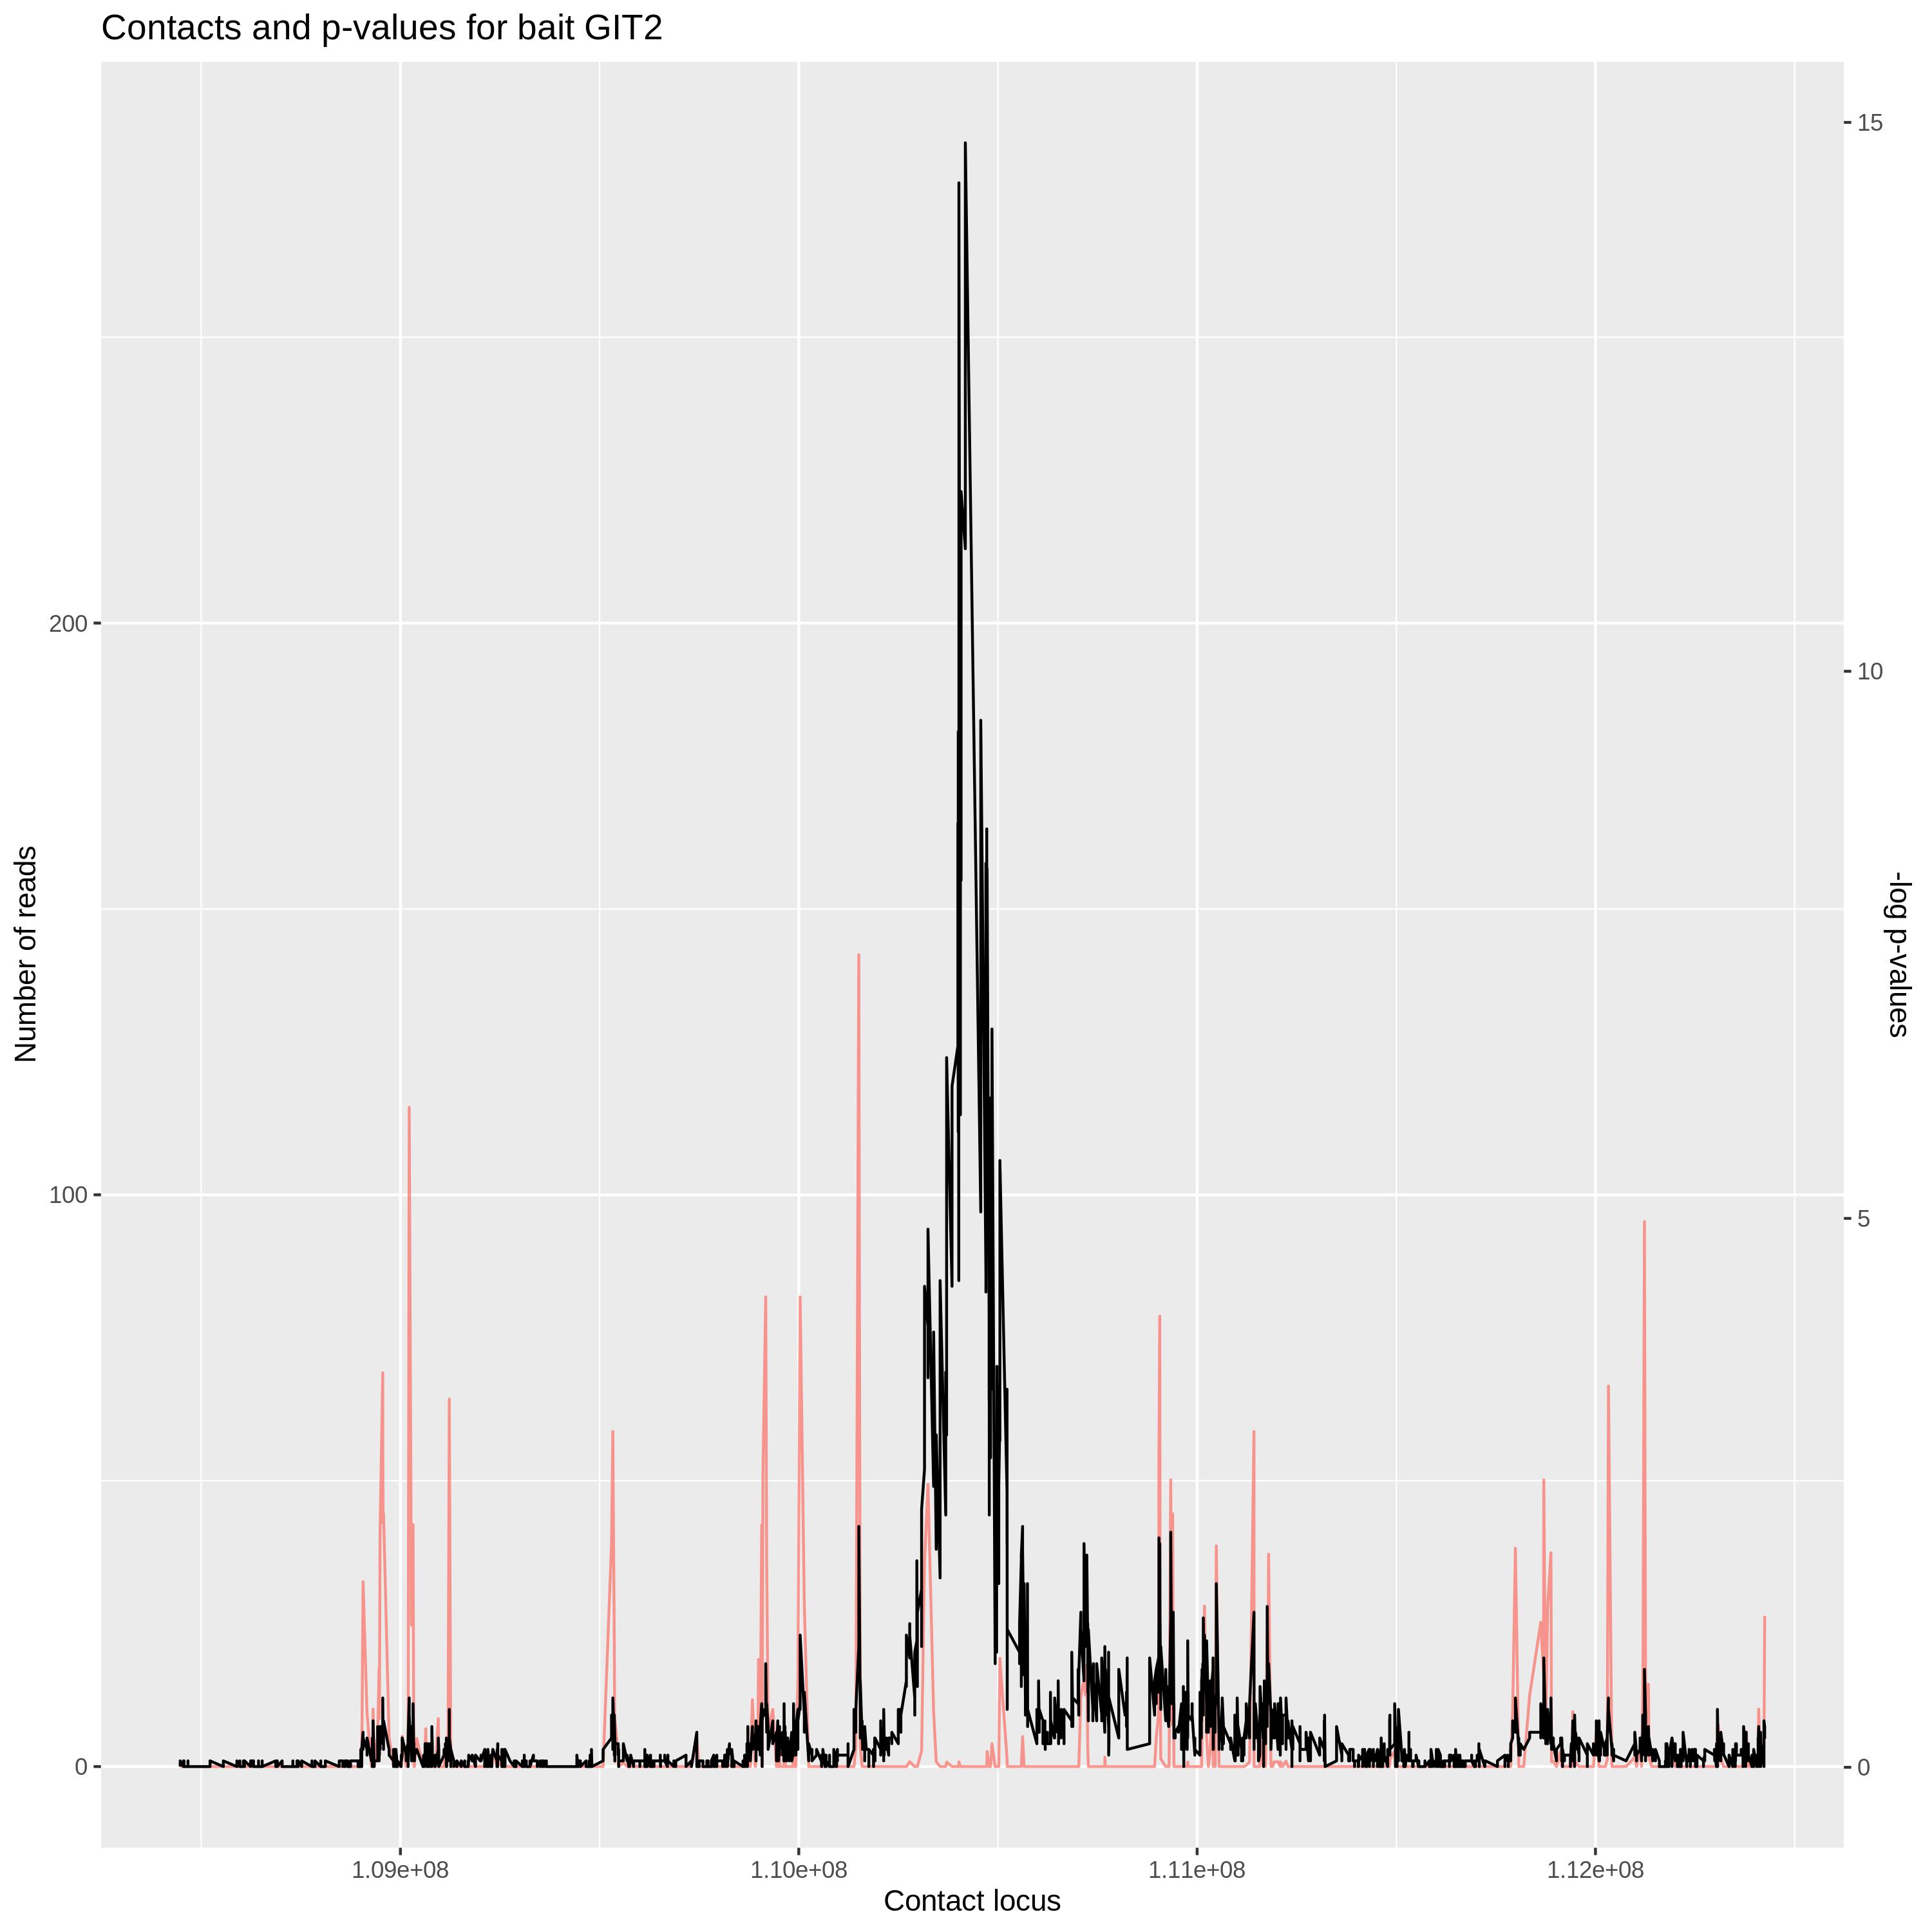 Contacts and p-values for bait GIT2
Number of reads
200
100
0
15
10
5
0
-log p-values
1.09e+08
1.10e+08
1.11e+08
1.12e+08
Contact locus